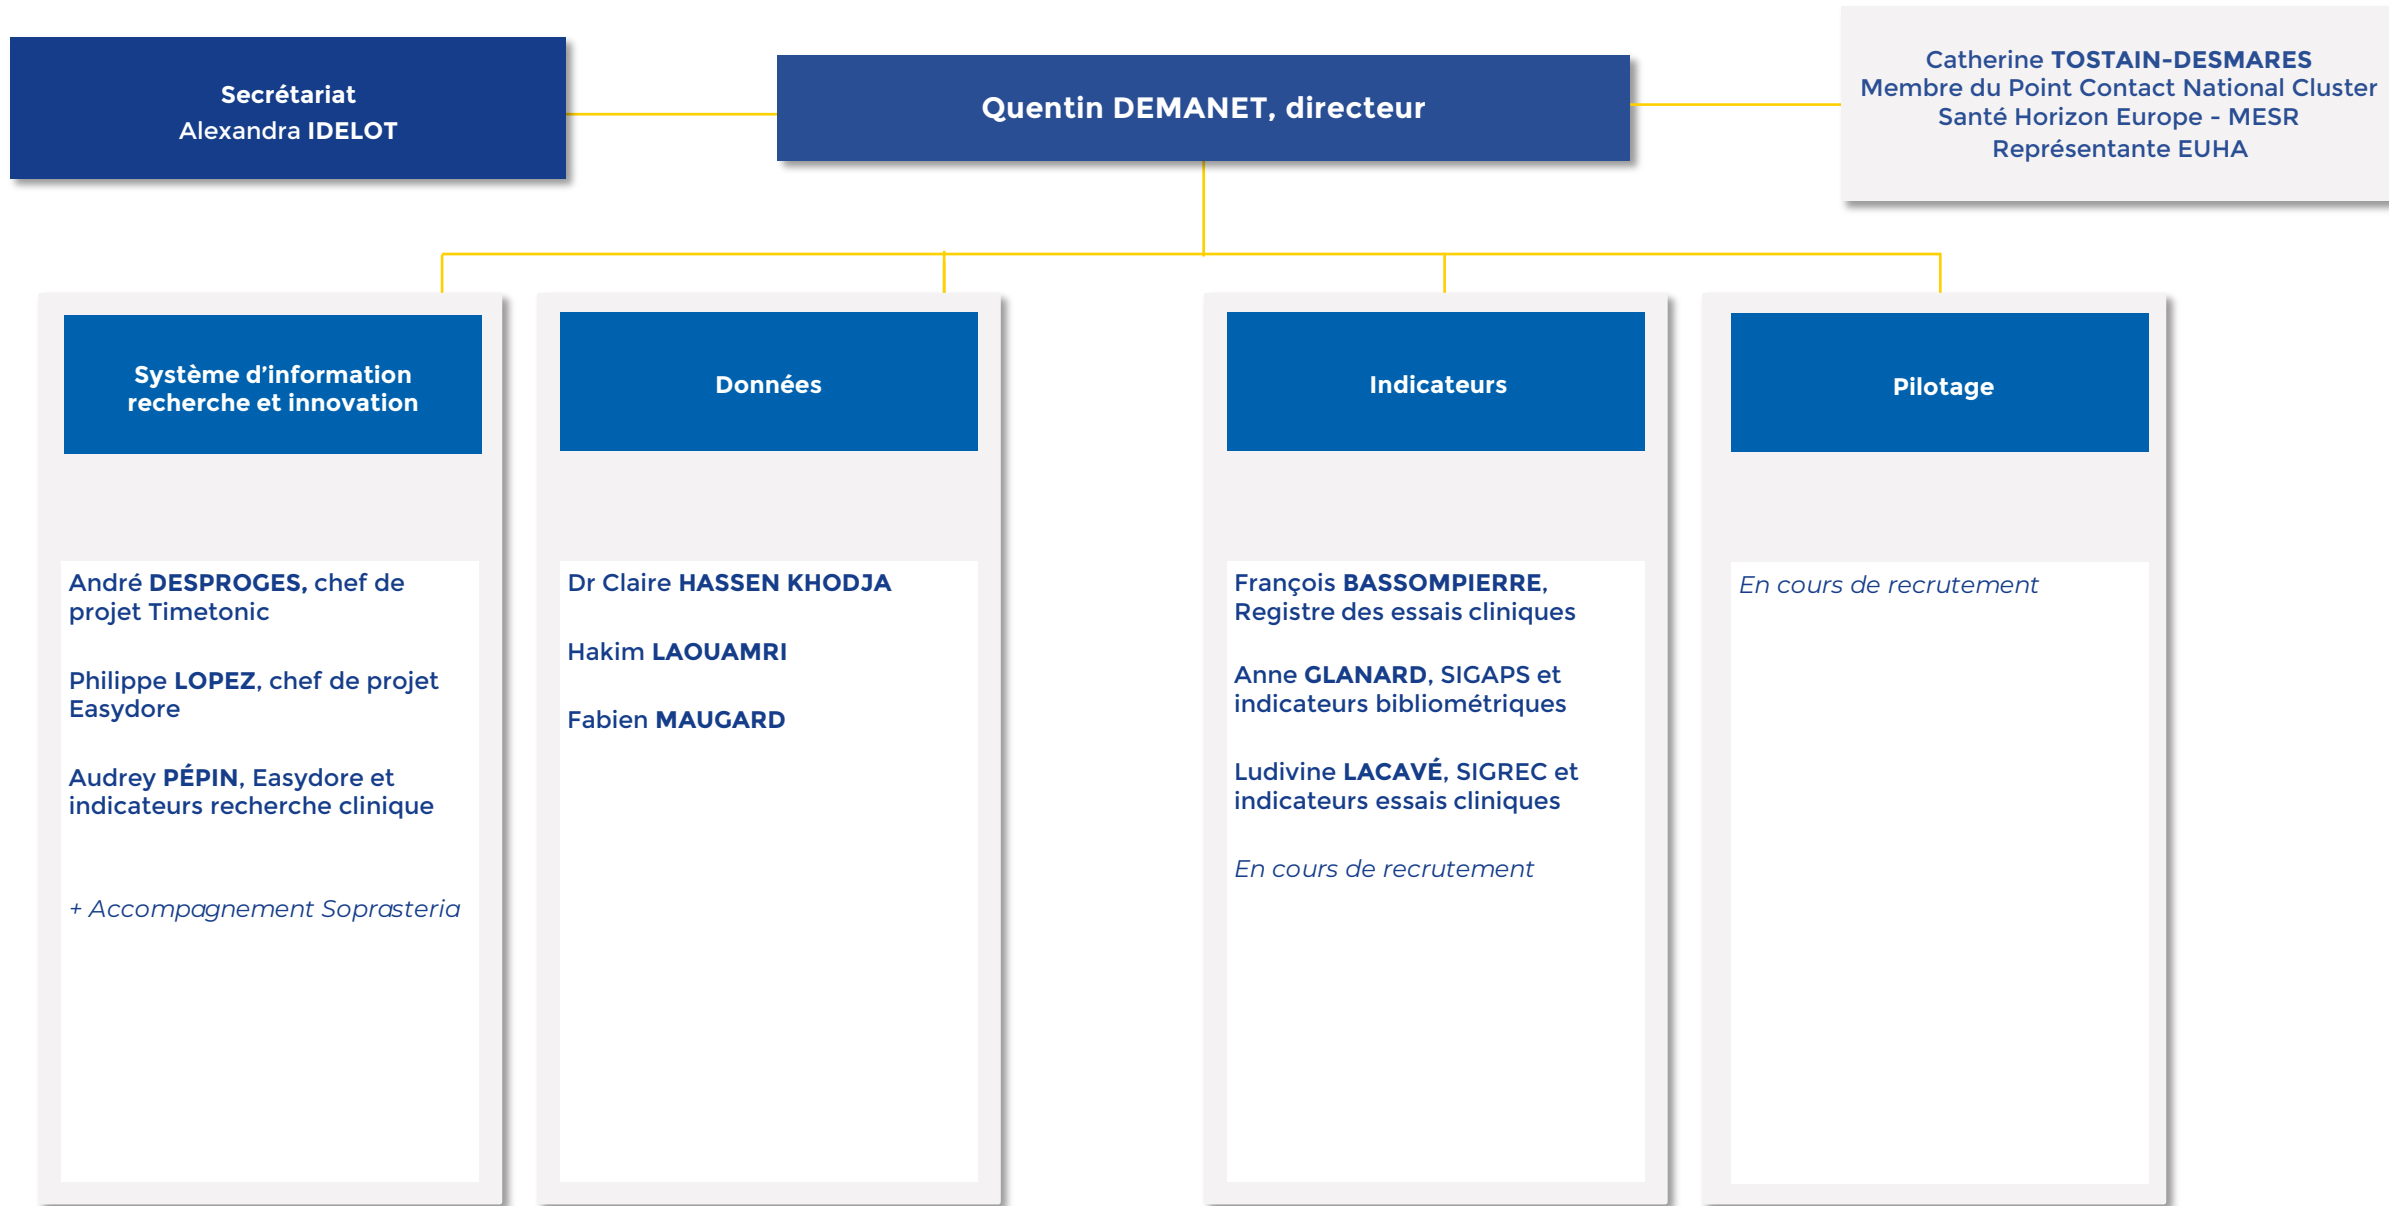 Secrétariat
Alexandra IDELOT
Quentin DEMANET, directeur
Catherine TOSTAIN-DESMARES
Membre du Point Contact National Cluster
Santé Horizon Europe - MESR
Représentante EUHA
Système d’information
recherche et innovation
André DESPROGES, chef de
projet Timetonic
Philippe LOPEZ, chef de projet
Easydore
Audrey PÉPIN, Easydore et
indicateurs recherche clinique
+ Accompagnement Soprasteria
Données
Dr Claire HASSEN KHODJA
Hakim LAOUAMRI
Fabien MAUGARD
Indicateurs
François BASSOMPIERRE,
Registre des essais cliniques
Anne GLANARD, SIGAPS et
indicateurs bibliométriques
Ludivine LACAVÉ, SIGREC et
indicateurs essais cliniques
En cours de recrutement
Pilotage
En cours de recrutement